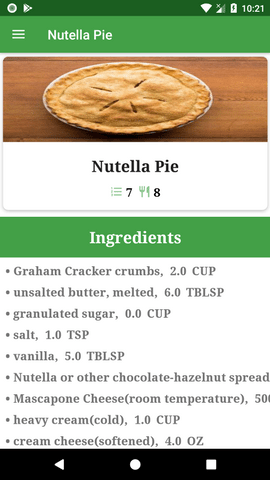 10:21
Nutella Pie
Nutella Pie
7 8
Ingredients
• Graham Cracker crumbs, 2.0 CUP
• unsalted butter, melted, 6.0 TBLSP
• granulated sugar, 0.0 CUP
• salt, 1.0 TSP
• vanilla, 5.0 TBLSP
• Nutella or other chocolate-hazelnut spread
• Mascapone Cheese(room temperature), 500
• heavy cream(cold), 1.0 CUP
• cream cheese(softened), 4.0 OZ